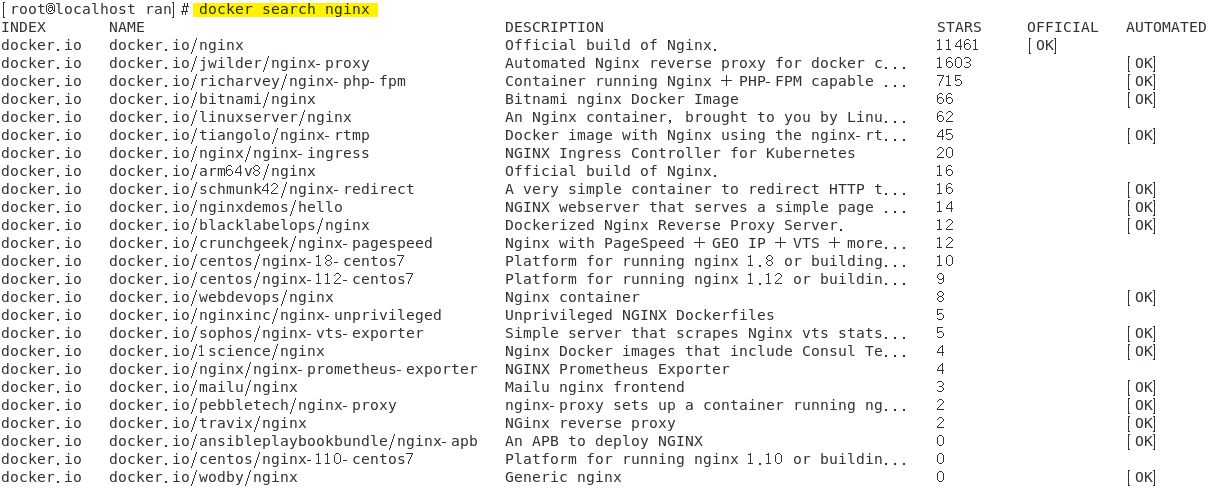 [root@localhost ran]# docker search nginx
INDEX NAME DESCRIPTION STARS OFFICIAL AUTOMATED
docker.io docker.io/nginx Official build of Nginx. 11461 [OK]
docker.io docker.io/jwilder/nginx-proxy Automated Nginx reverse proxy for docker c... 1603 [OK]
docker.io docker.io/richarvey/nginx-php-fpm Container running Nginx + PHP-FPM capable ... 715 [OK]
docker.io docker.io/bitnami/nginx Bitnami nginx Docker Image 66 [OK]
docker.io docker.io/linuxserver/nginx An Nginx container, brought to you by Linu... 62
docker.io docker.io/tiangolo/nginx-rtmp Docker image with Nginx using the nginx-rt... 45 [OK]
docker.io docker.io/nginx/nginx-ingress NGINX Ingress Controller for Kubernetes 20
docker.io docker.io/arm64v8/nginx Official build of Nginx. 16
docker.io docker.io/schmunk42/nginx-redirect A very simple container to redirect HTTP t... 16 [OK]
docker.io docker.io/nginxdemos/hello NGINX webserver that serves a simple page ... 14 [OK]
docker.io docker.io/blacklabelops/nginx Dockerized Nginx Reverse Proxy Server. 12 [OK]
docker.io docker.io/crunchgeek/nginx-pagespeed Nginx with PageSpeed + GEO IP + VTS + more... 12
docker.io docker.io/centos/nginx-18-centos7 Platform for running nginx 1.8 or building... 10
docker.io docker.io/centos/nginx-112-centos7 Platform for running nginx 1.12 or buildin... 9
docker.io docker.io/webdevops/nginx Nginx container 8 [OK]
docker.io docker.io/nginxinc/nginx-unprivileged Unprivileged NGINX Dockerfiles 5
docker.io docker.io/sophos/nginx-vts-exporter Simple server that scrapes Nginx vts stats... 5 [OK]
docker.io docker.io/1science/nginx Nginx Docker images that include Consul Te... 4 [OK]
docker.io docker.io/nginx/nginx-prometheus-exporter NGINX Prometheus Exporter 4
docker.io docker.io/mailu/nginx Mailu nginx frontend 3 [OK]
docker.io docker.io/pebbletech/nginx-proxy nginx-proxy sets up a container running ng... 2 [OK]
docker.io docker.io/travix/nginx NGinx reverse proxy 2 [OK]
docker.io docker.io/ansibleplaybookbundle/nginx-apb An APB to deploy NGINX 0 [OK]
docker.io docker.io/centos/nginx-110-centos7 Platform for running nginx 1.10 or buildin... 0
docker.io docker.io/wodby/nginx Generic nginx 0 [OK]